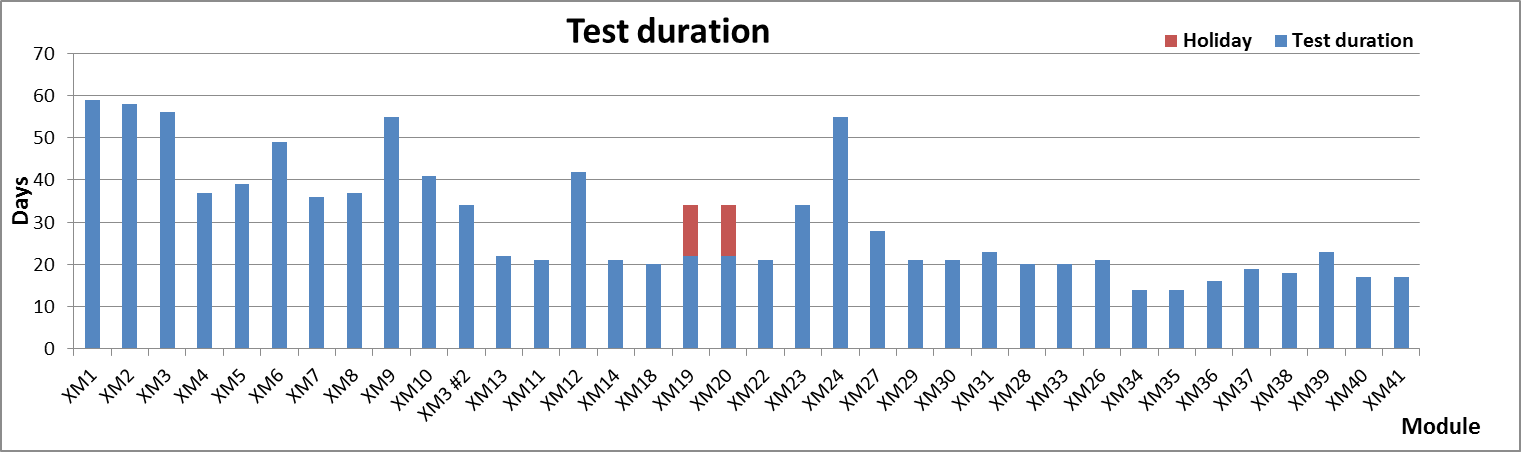 Test duration
Holiday Test duration
70
60
50
40
30
20
10
0
Days
XM1 XM2 XM3 XM4 XM5 XM6 XM7 XM8 XM9 XM10 XM3 #2 XM13 XM11 XM12 XM14 XM18 XM19 XM20 XM22 XM23 XM24 XM27 XM29 XM30 XM31 XM28 XM33 XM26 XM34 XM35 XM36 XM37 XM38 XM39 XM40 XM41
Module